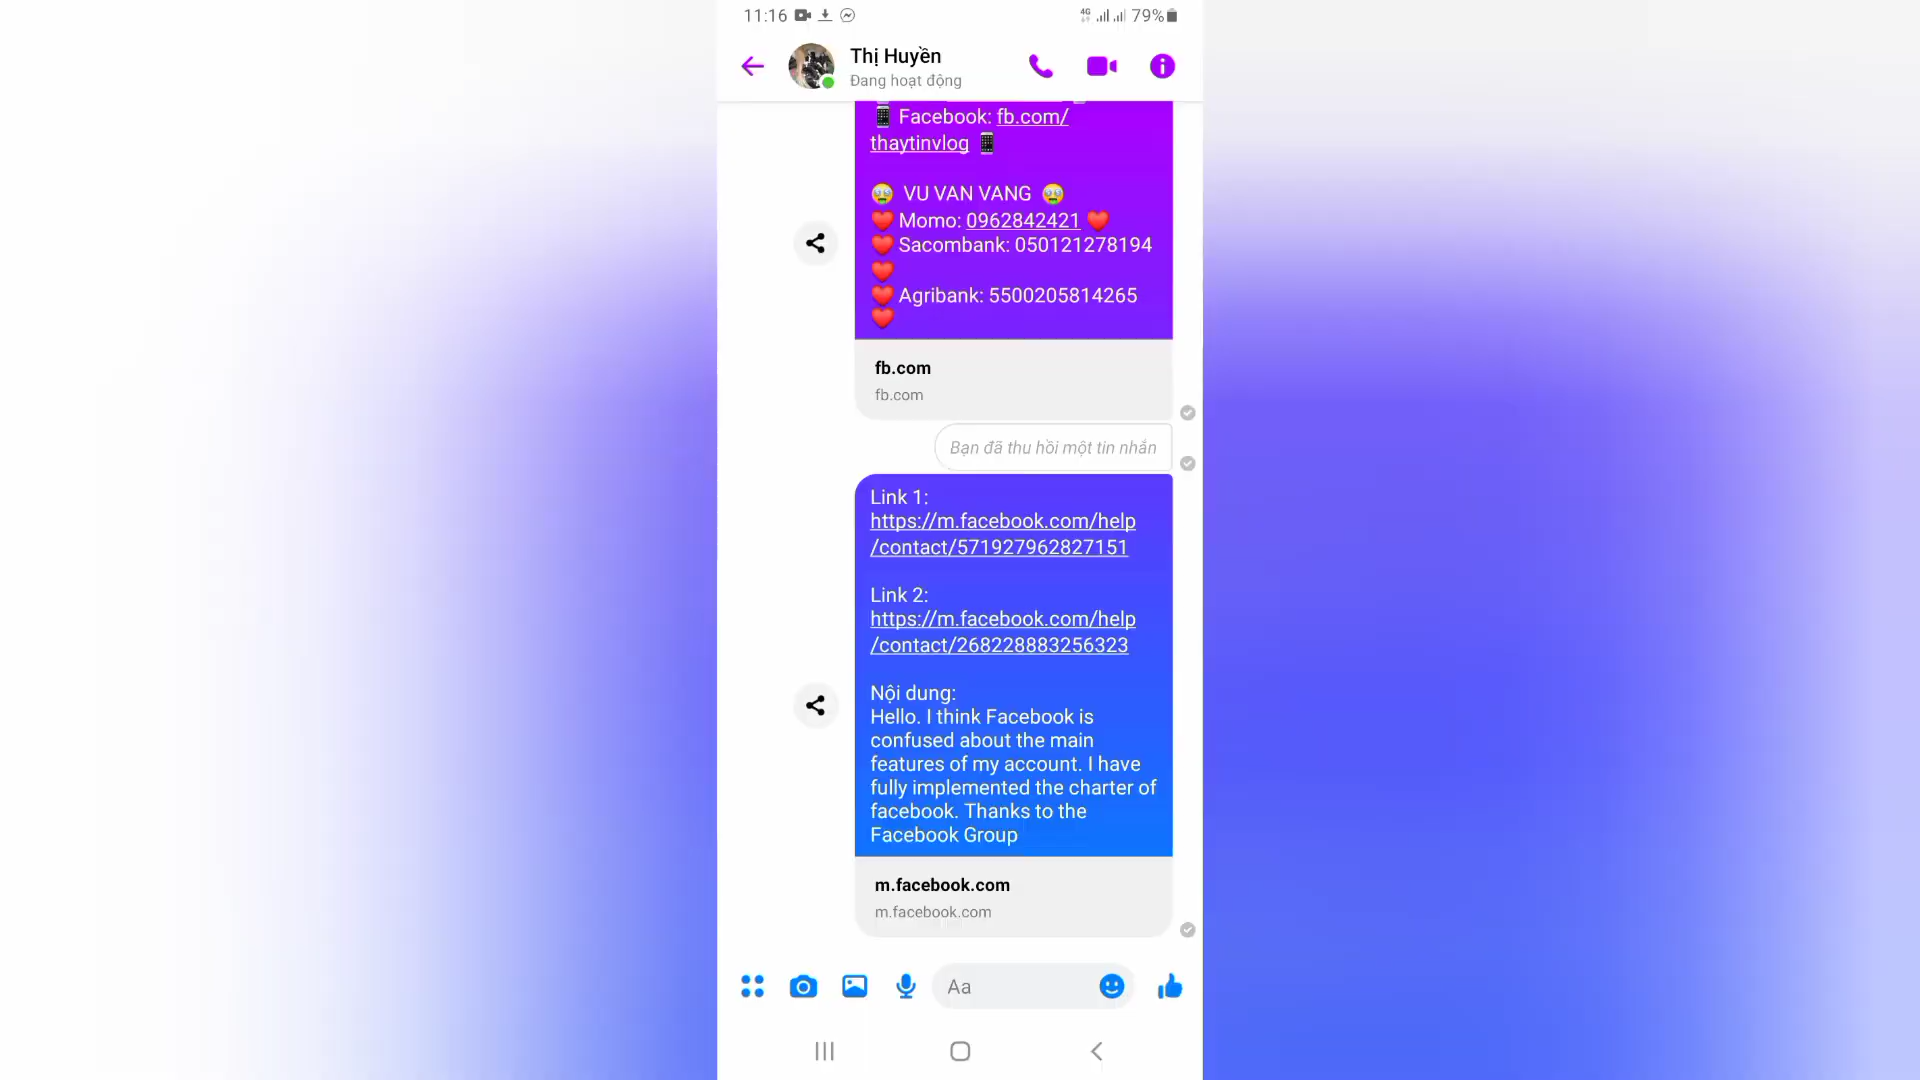 11:16 4G 79%
Thị Huyền
Đang hoạt động
Facebook: fb.com/
thaytinvlog
VU VAN VANG
Momo: 0962842421
Sacombank: 050121278194
Agribank: 5500205814265
fb.com
fb.com
Bạn đã thu hồi một tin nhắn
Link 1:
https://m.facebook.com/help
/contact/571927962827151
Link 2:
https://m.facebook.com/help
/contact/268228883256323
Nội dung:
Hello. I think Facebook is
confused about the main
features of my account. I have
fully implemented the charter of
facebook. Thanks to the
Facebook Group
m.facebook.com
m.facebook.com
Aa